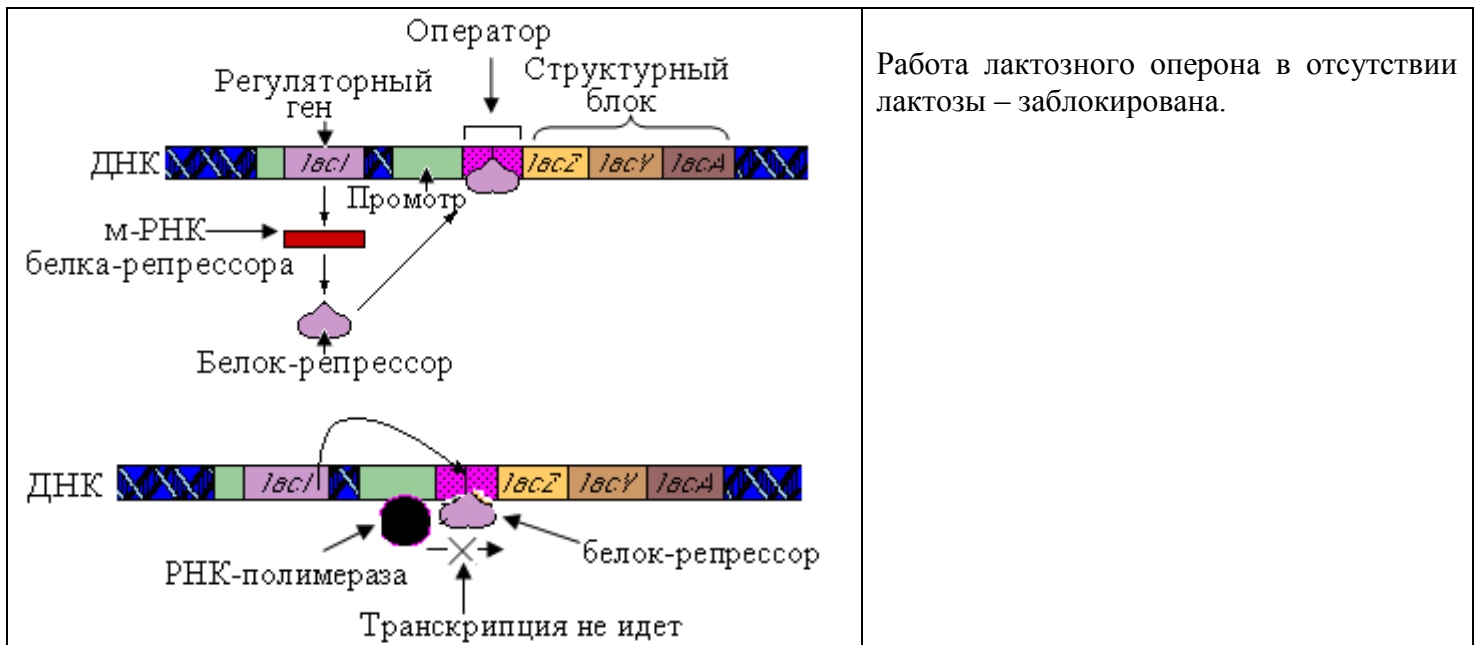 Оператор
Регуляторный
ген
Структурный
блок
ДНК
lacI
lacZ
lacY
lacA
Промотр
м-РНК
белка-репрессора
Белок-репрессор
ДНК
lacI
lacZ
lacY
lacA
РНК-полимераза
белок-репрессор
Транскрипция не идет
Работа лактозного оперона в отсутствии
лактозы – заблокирована.